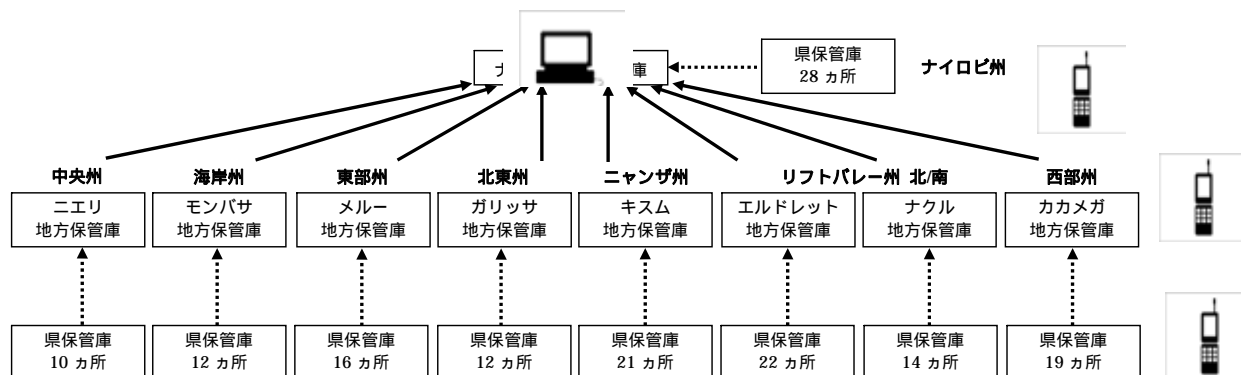 ナ
庫
県保管庫
28 ヵ所
ナイロビ州
中央州
海岸州
東部州
北東州
ニャンザ州
リフトバレー州 北/南
西部州
ニエリ
地方保管庫
モンバサ
地方保管庫
メルー
地方保管庫
ガリッサ
地方保管庫
キスム
地方保管庫
エルドレット
地方保管庫
ナクル
地方保管庫
カカメガ
地方保管庫
県保管庫
10 ヵ所
県保管庫
12 ヵ所
県保管庫
16 ヵ所
県保管庫
12 ヵ所
県保管庫
21 ヵ所
県保管庫
22 ヵ所
県保管庫
14 ヵ所
県保管庫
19 ヵ所